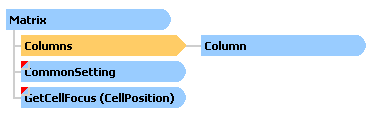 Matrix
Columns
Column
CommonSetting
GetCellFocus (CellPosition)